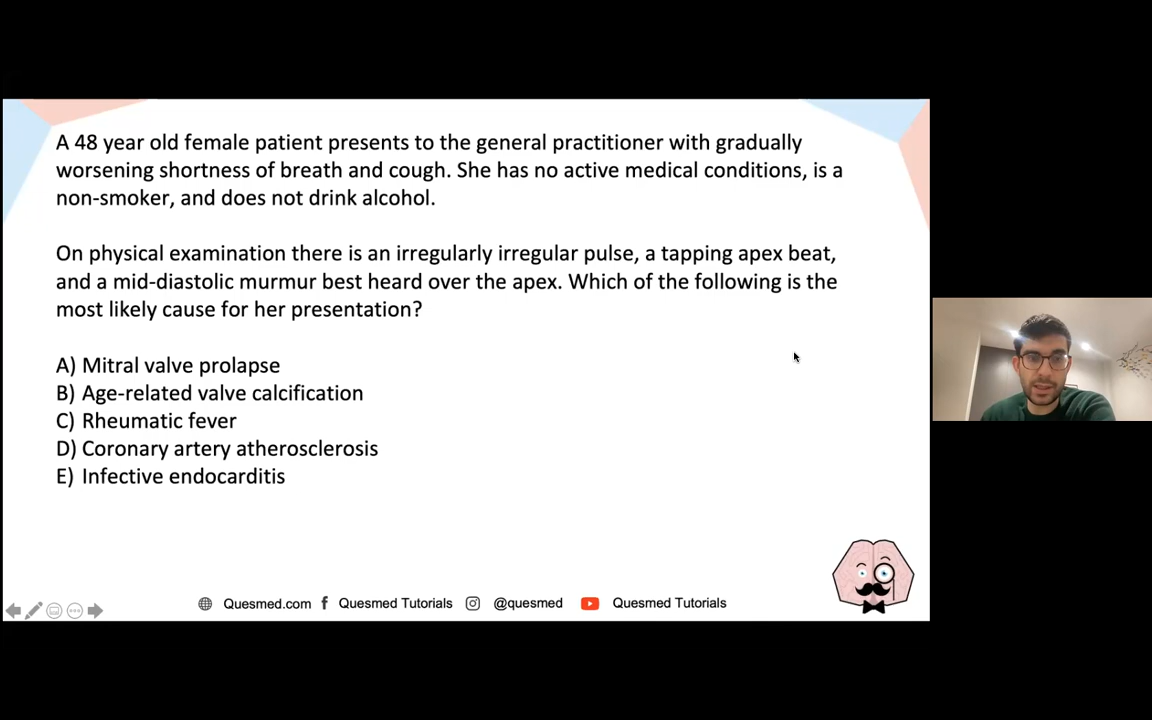 A 48 year old female patient presents to the general practitioner with gradually
worsening shortness of breath and cough. She has no active medical conditions, is a
non-smoker, and does not drink alcohol.
On physical examination there is an irregularly irregular pulse, a tapping apex beat,
and a mid-diastolic murmur best heard over the apex. Which of the following is the
most likely cause for her presentation?
A) Mitral valve prolapse
B) Age-related valve calcification
C) Rheumatic fever
D) Coronary artery atherosclerosis
E) Infective endocarditis
Quesmed.com Quesmed Tutorials @quesmed Quesmed Tutorials